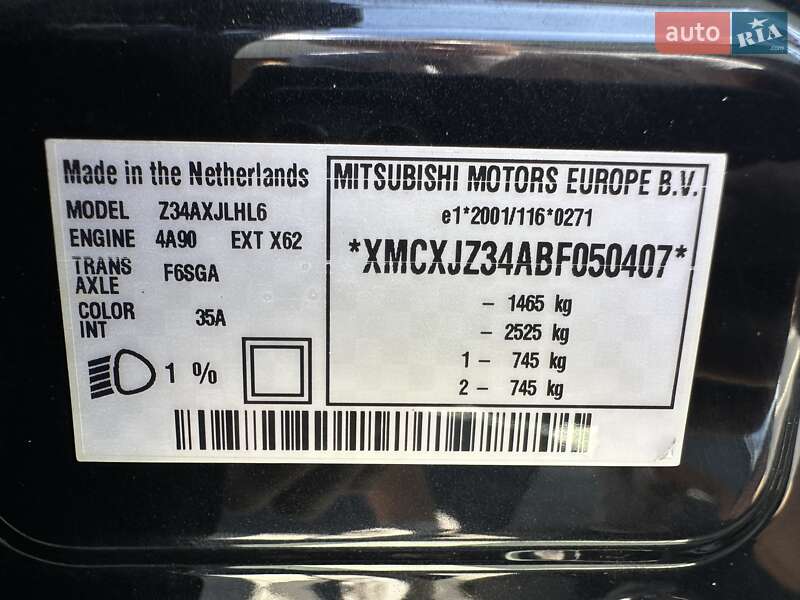 auto RIA.com
Made in the Netherlands
MODEL Z34AXJLHL6
ENGINE 4A90 EXT X62
TRANS AXLE F6SGA
COLOR INT 35A
1 %
MITSUBISHI MOTORS EUROPE B.V.
e1*2001/116*0271
*XMCXJZ34ABF050407*
- 1465 kg
- 2525 kg
1 - 745 kg
2 - 745 kg